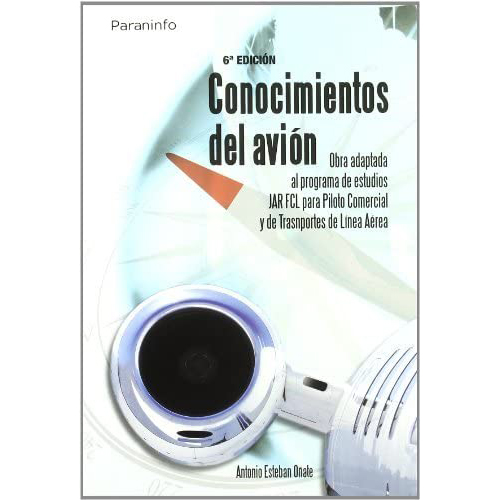 Paraninfo
6ª EDICIÓN
Conocimientos
del avión
Obra adaptada
al programa de estudios
JAR FCL para Piloto Comercial
y de Trasnportes de Línea Aérea
Antonio Esteban Oñate